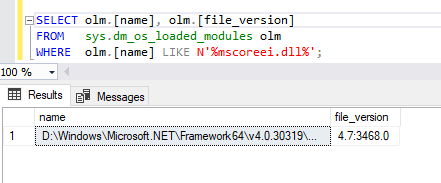 SELECT olm.[name], olm.[file_version]
FROM sys.dm_os_loaded_modules olm
WHERE olm.[name] LIKE N'%mscoreei.dll%';
100 %
Results Messages
name file_version
1 D:\Windows\Microsoft.NET\Framework64\v4.0.30319\... 4.7:3468.0